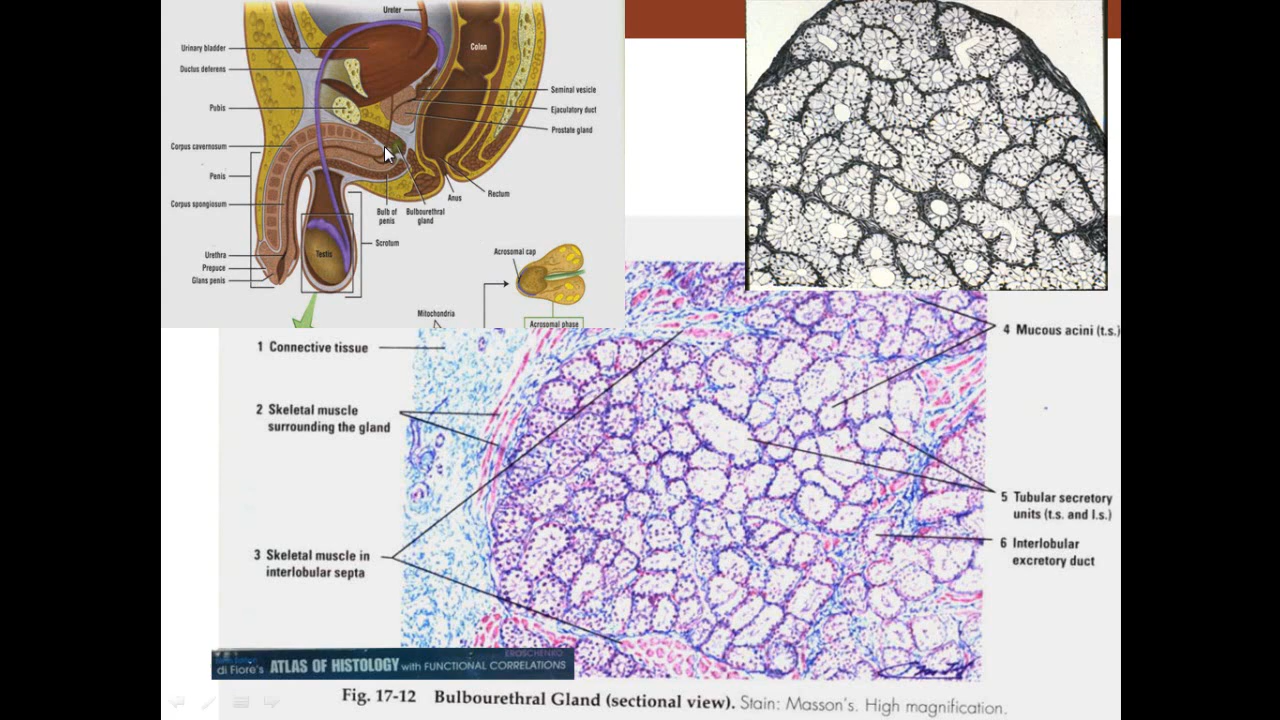 Ureter
Urinary bladder
Ductus deferens
Pubis
Corpus cavernosum
Penis
Corpus spongiosum
Urethra
Prepuce
Glans penis
Colon
Seminal vesicle
Ejaculatory duct
Prostate gland
Rectum
Anus
Bulb of
penis
Bulbourethral
gland
Scrotum
Testis
Acrosomal cap
Mitochondria
Acrosomal phase
1 Connective tissue
2 Skeletal muscle
surrounding the gland
3 Skeletal muscle in
interlobular septa
4 Mucous acini (t.s.)
5 Tubular secretory
units (t.s. and l.s.)
6 Interlobular
excretory duct
EROSCHENKO
di Fiore's ATLAS OF HISTOLOGY with FUNCTIONAL CORRELATIONS
Fig. 17-12 Bulbourethral Gland (sectional view). Stain: Masson's. High magnification.